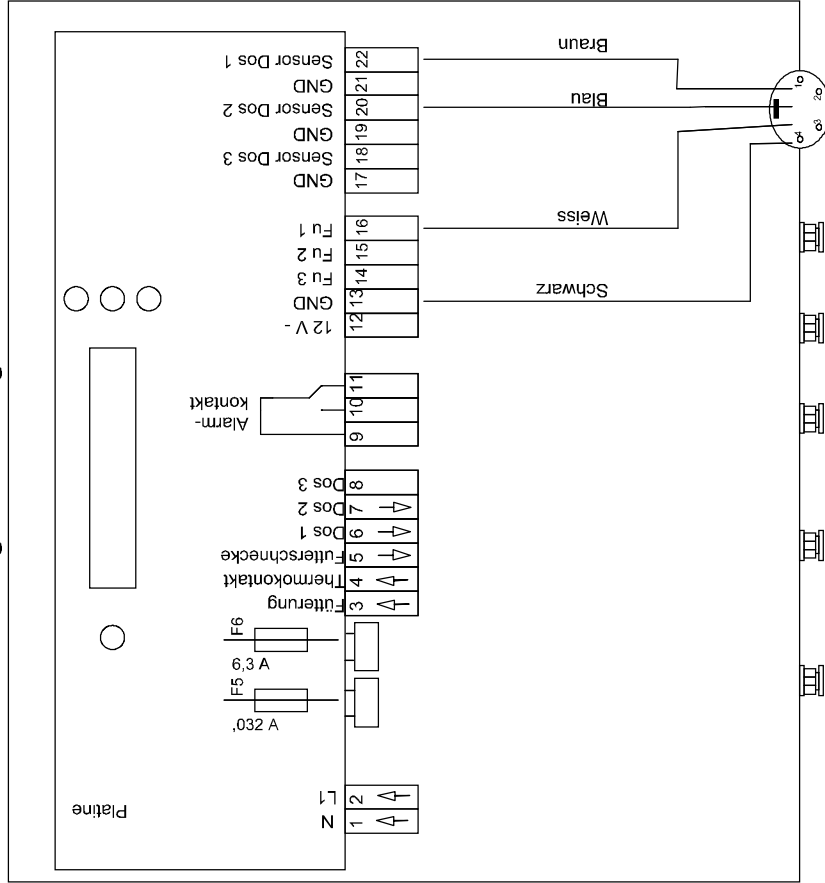 Braun
Sensor Dos 1 22
GND 21
Blau
Sensor Dos 2 20
GND 19
Sensor Dos 3 18
GND 17
Weiss
Fu 1 16
Fu 2 15
Fu 3 14
Schwarz
GND 13
12 V - 12
11
Alarm-
kontakt
10
9
Dos 3 8
Dos 2 7
Dos 1 6
Futterschnecke 5
Thermokontakt 4
Fütterung 3
F6
6,3 A
F5
,032 A
L1 2
N 1
Platine
1
2
3
4